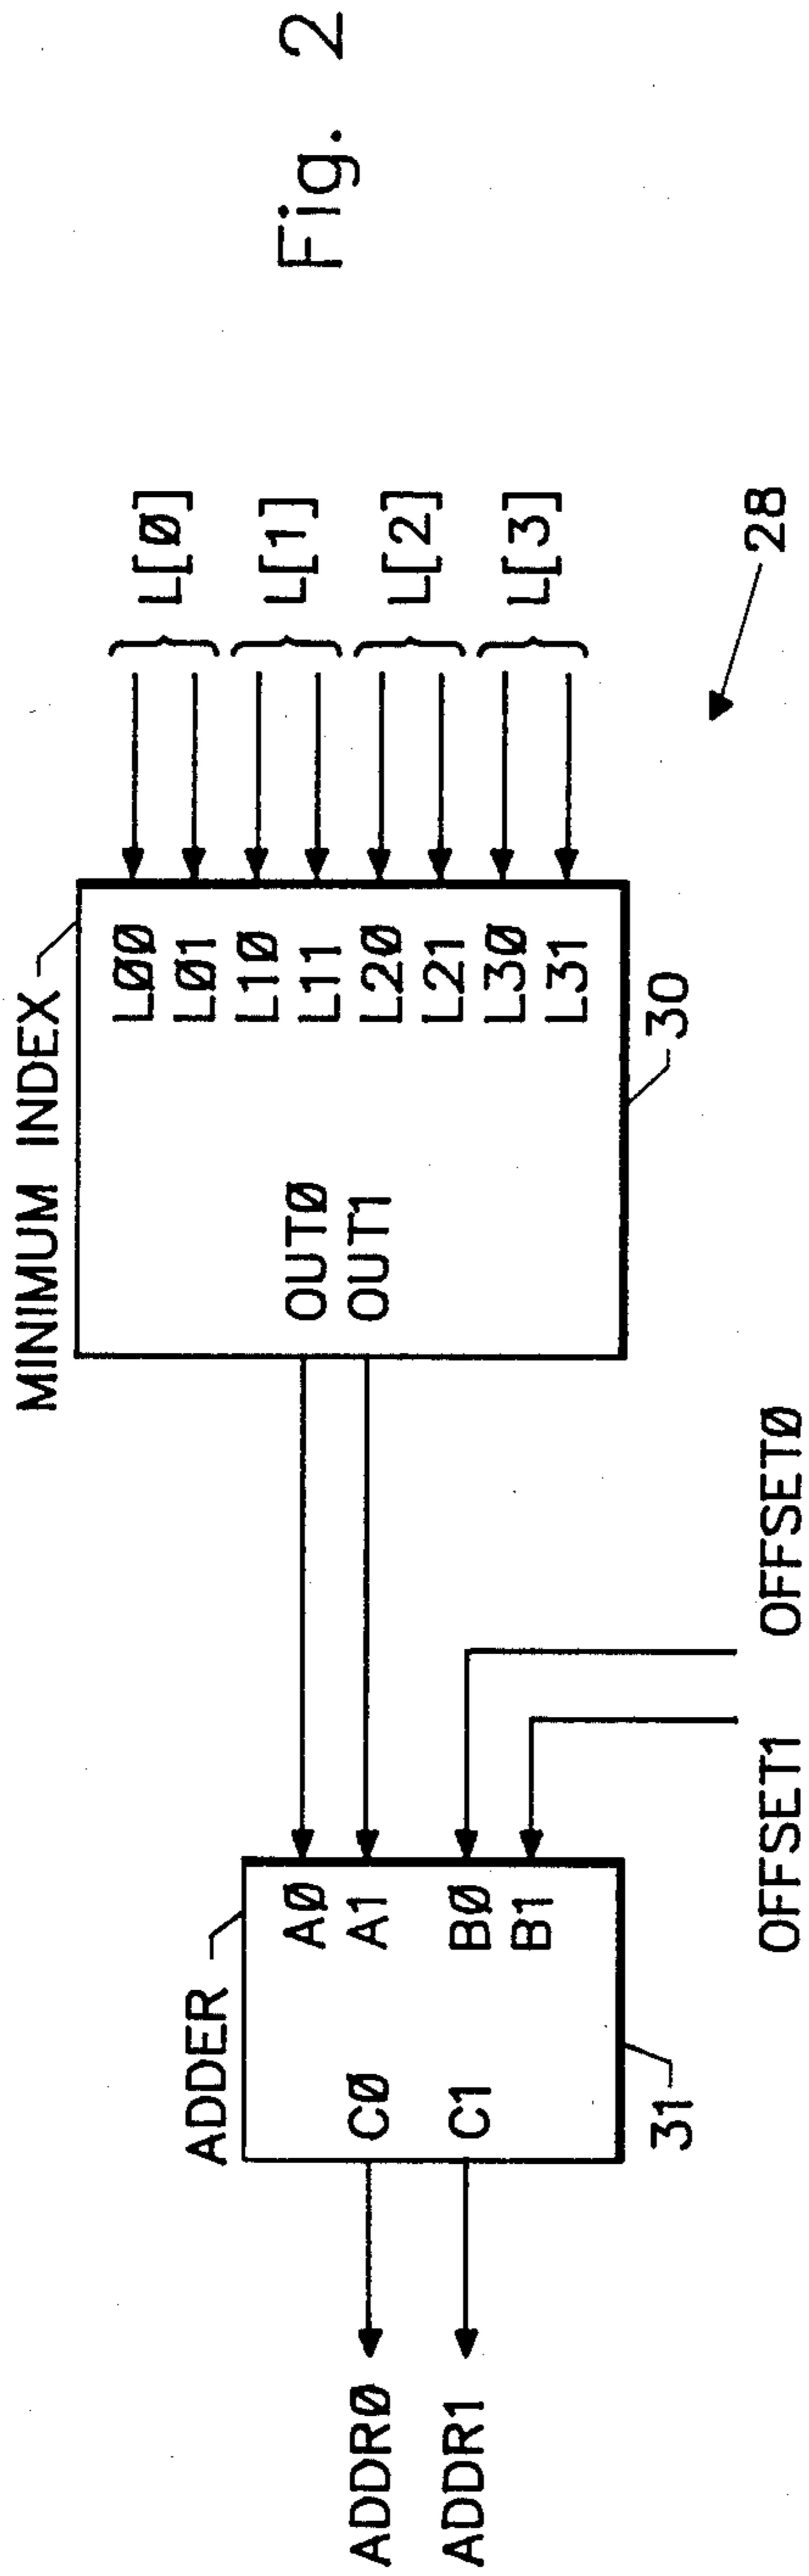 MINIMUM INDEX
ADDER
LØØ
LØ1
L1Ø
L11
L2Ø
L21
L3Ø
L31
L[Ø]
L[1]
L[2]
L[3]
OUTØ
OUT1
AØ
A1
BØ
B1
CØ
C1
ADDRØ
ADDR1
OFFSET1
OFFSETØ
31
30
28
Fig. 2